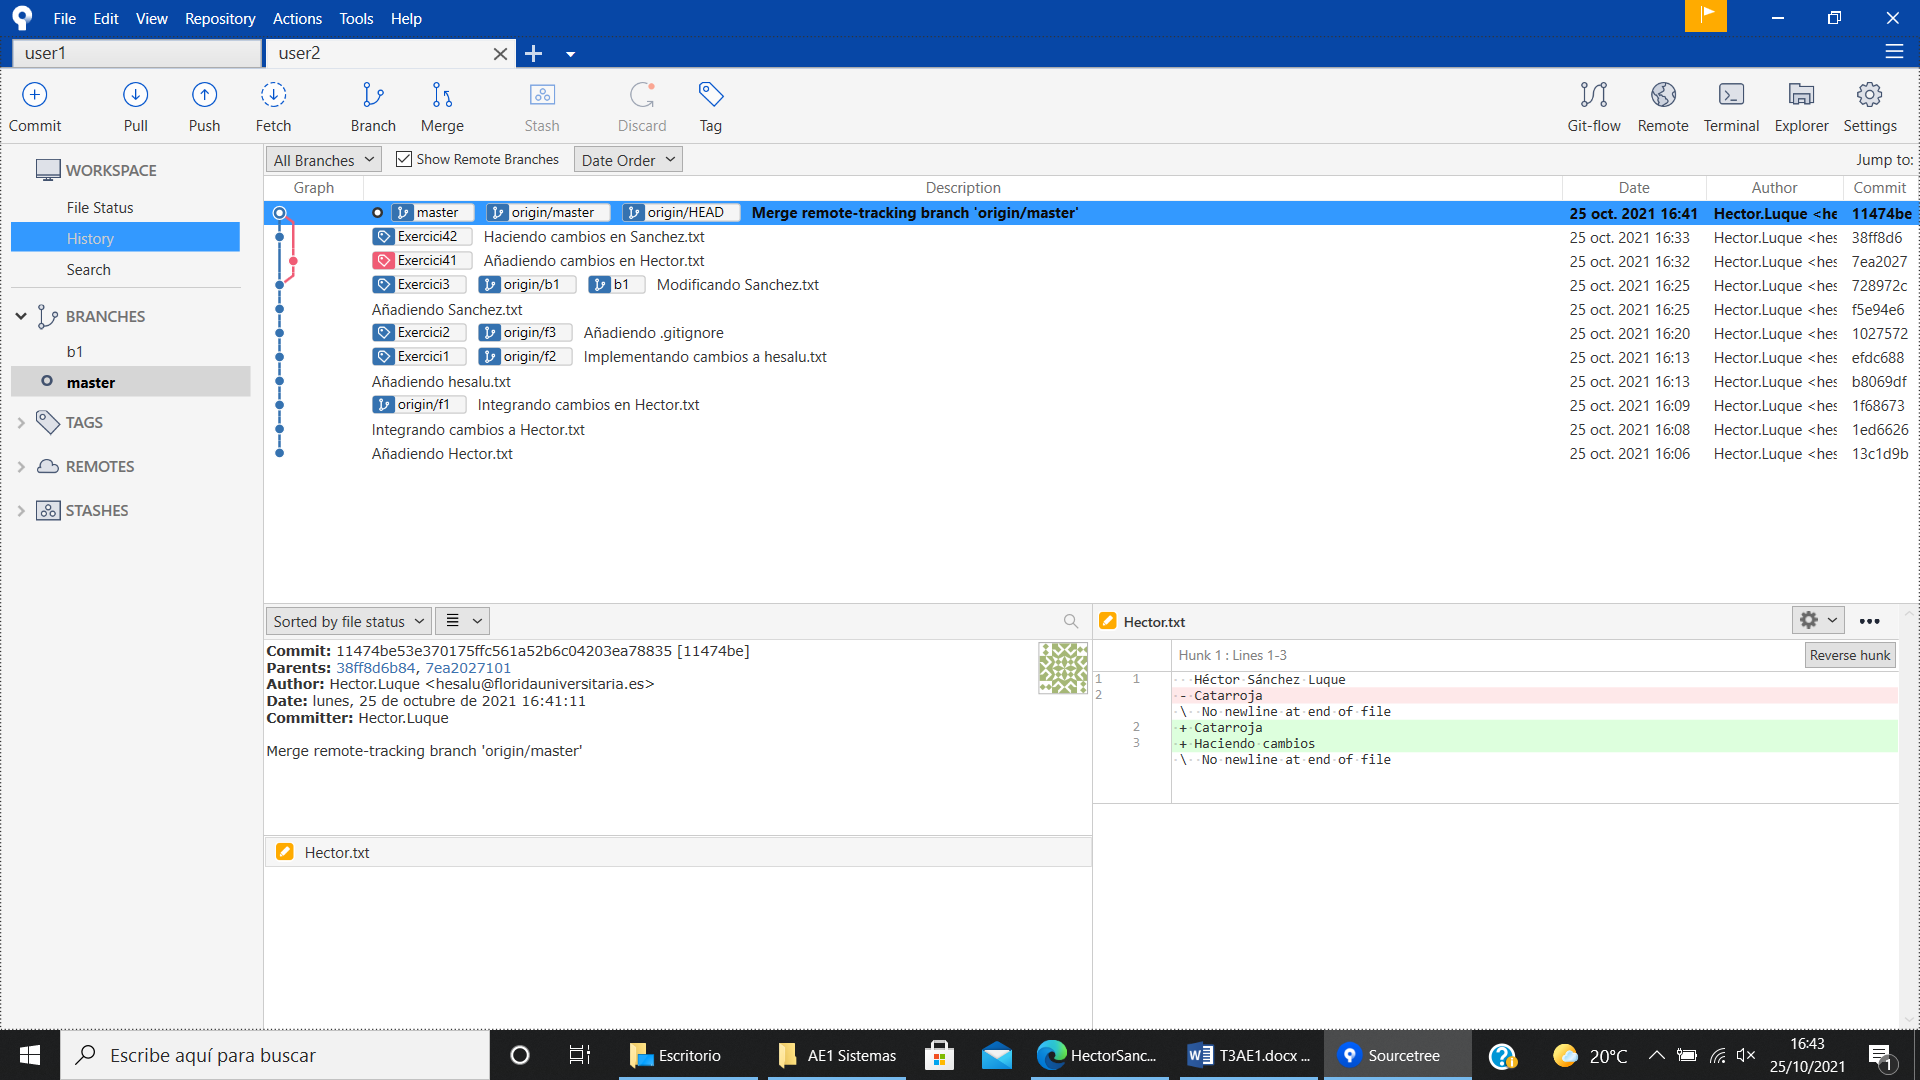 File Edit View Repository Actions Tools Help
user1 user2
Commit Pull Push Fetch Branch Merge Stash Discard Tag Git-flow Remote Terminal Explorer Settings
WORKSPACE
File Status
History
Search
BRANCHES
b1
master
TAGS
REMOTES
STASHES
All Branches Show Remote Branches Date Order Jump to:
Graph Description Date Author Commit
master origin/master origin/HEAD Merge remote-tracking branch 'origin/master' 25 oct. 2021 16:41 Hector.Luque <he 11474be
Exercici42 Haciendo cambios en Sanchez.txt 25 oct. 2021 16:33 Hector.Luque <hes 38ff8d6
Exercici41 Añadiendo cambios en Hector.txt 25 oct. 2021 16:32 Hector.Luque <hes 7ea2027
Exercici3 origin/b1 b1 Modificando Sanchez.txt 25 oct. 2021 16:25 Hector.Luque <hes 728972c
Añadiendo Sanchez.txt 25 oct. 2021 16:25 Hector.Luque <hes f5e94e6
Exercici2 origin/f3 Añadiendo .gitignore 25 oct. 2021 16:20 Hector.Luque <hes 1027572
Exercici1 origin/f2 Implementando cambios a hesalu.txt 25 oct. 2021 16:13 Hector.Luque <hes efdc688
Añadiendo hesalu.txt 25 oct. 2021 16:13 Hector.Luque <hes b8069df
origin/f1 Integrando cambios en Hector.txt 25 oct. 2021 16:09 Hector.Luque <hes 1f68673
Integrando cambios a Hector.txt 25 oct. 2021 16:08 Hector.Luque <hes 1ed6626
Añadiendo Hector.txt 25 oct. 2021 16:06 Hector.Luque <hes 13c1d9b
Sorted by file status
Commit: 11474be53e370175ffc561a52b6c04203ea78835 [11474be]
Parents: 38ff8d6b84, 7ea2027101
Author: Hector.Luque <hesalu@floridauniversitaria.es>
Date: lunes, 25 de octubre de 2021 16:41:11
Committer: Hector.Luque
Merge remote-tracking branch 'origin/master'
Hector.txt
Hector.txt
Hunk 1 : Lines 1-3 Reverse hunk
1 1 Héctor Sánchez Luque
2 - Catarroja
\ No newline at end of file
2 + Catarroja
3 + Haciendo cambios
\ No newline at end of file
Escribe aquí para buscar Escritorio AE1 Sistemas HectorSanc... T3AE1.docx ... Sourcetree 20°C 16:43
25/10/2021 1